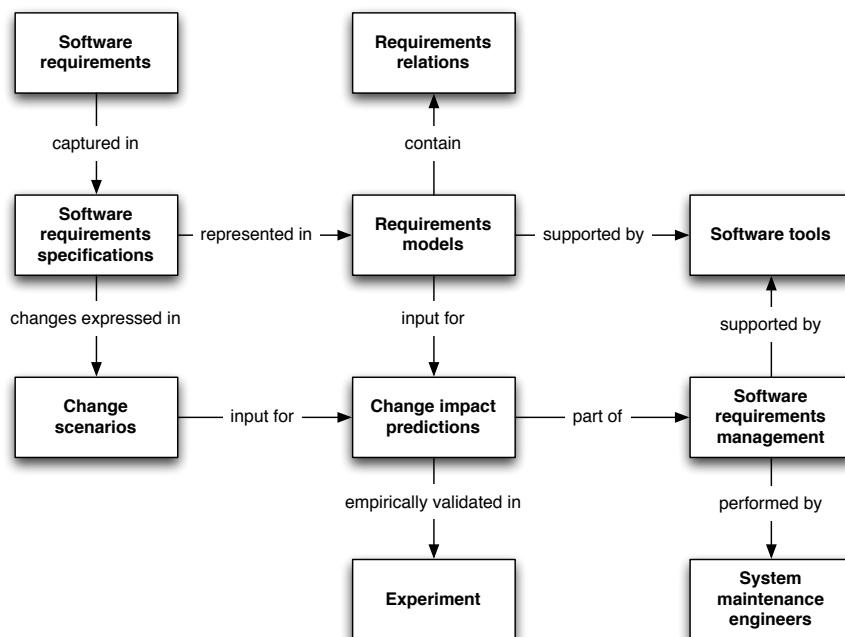 Software
requirements
Requirements
relations
captured in
contain
Software
requirements
specifications
represented in
Requirements
models
supported by
Software tools
changes expressed in
input for
supported by
Change
scenarios
input for
Change impact
predictions
part of
Software
requirements
management
empirically validated in
performed by
Experiment
System
maintenance
engineers